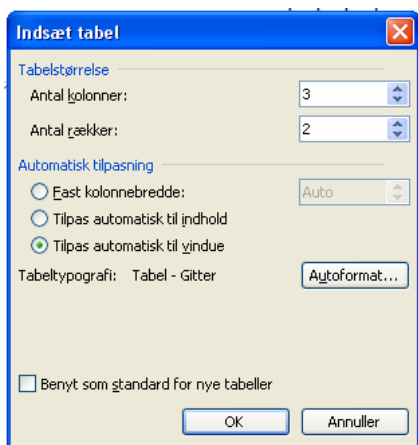 Indsæt tabel
Tabelstørrelse
Antal kolonner: 3
Antal rækker: 2
Automatisk tilpasning
Fast kolonnebredde: Auto
Tilpas automatisk til indhold
Tilpas automatisk til vindue
Tabeltypografi: Tabel - Gitter Autoformat...
Benyt som standard for nye tabeller
OK Annuller